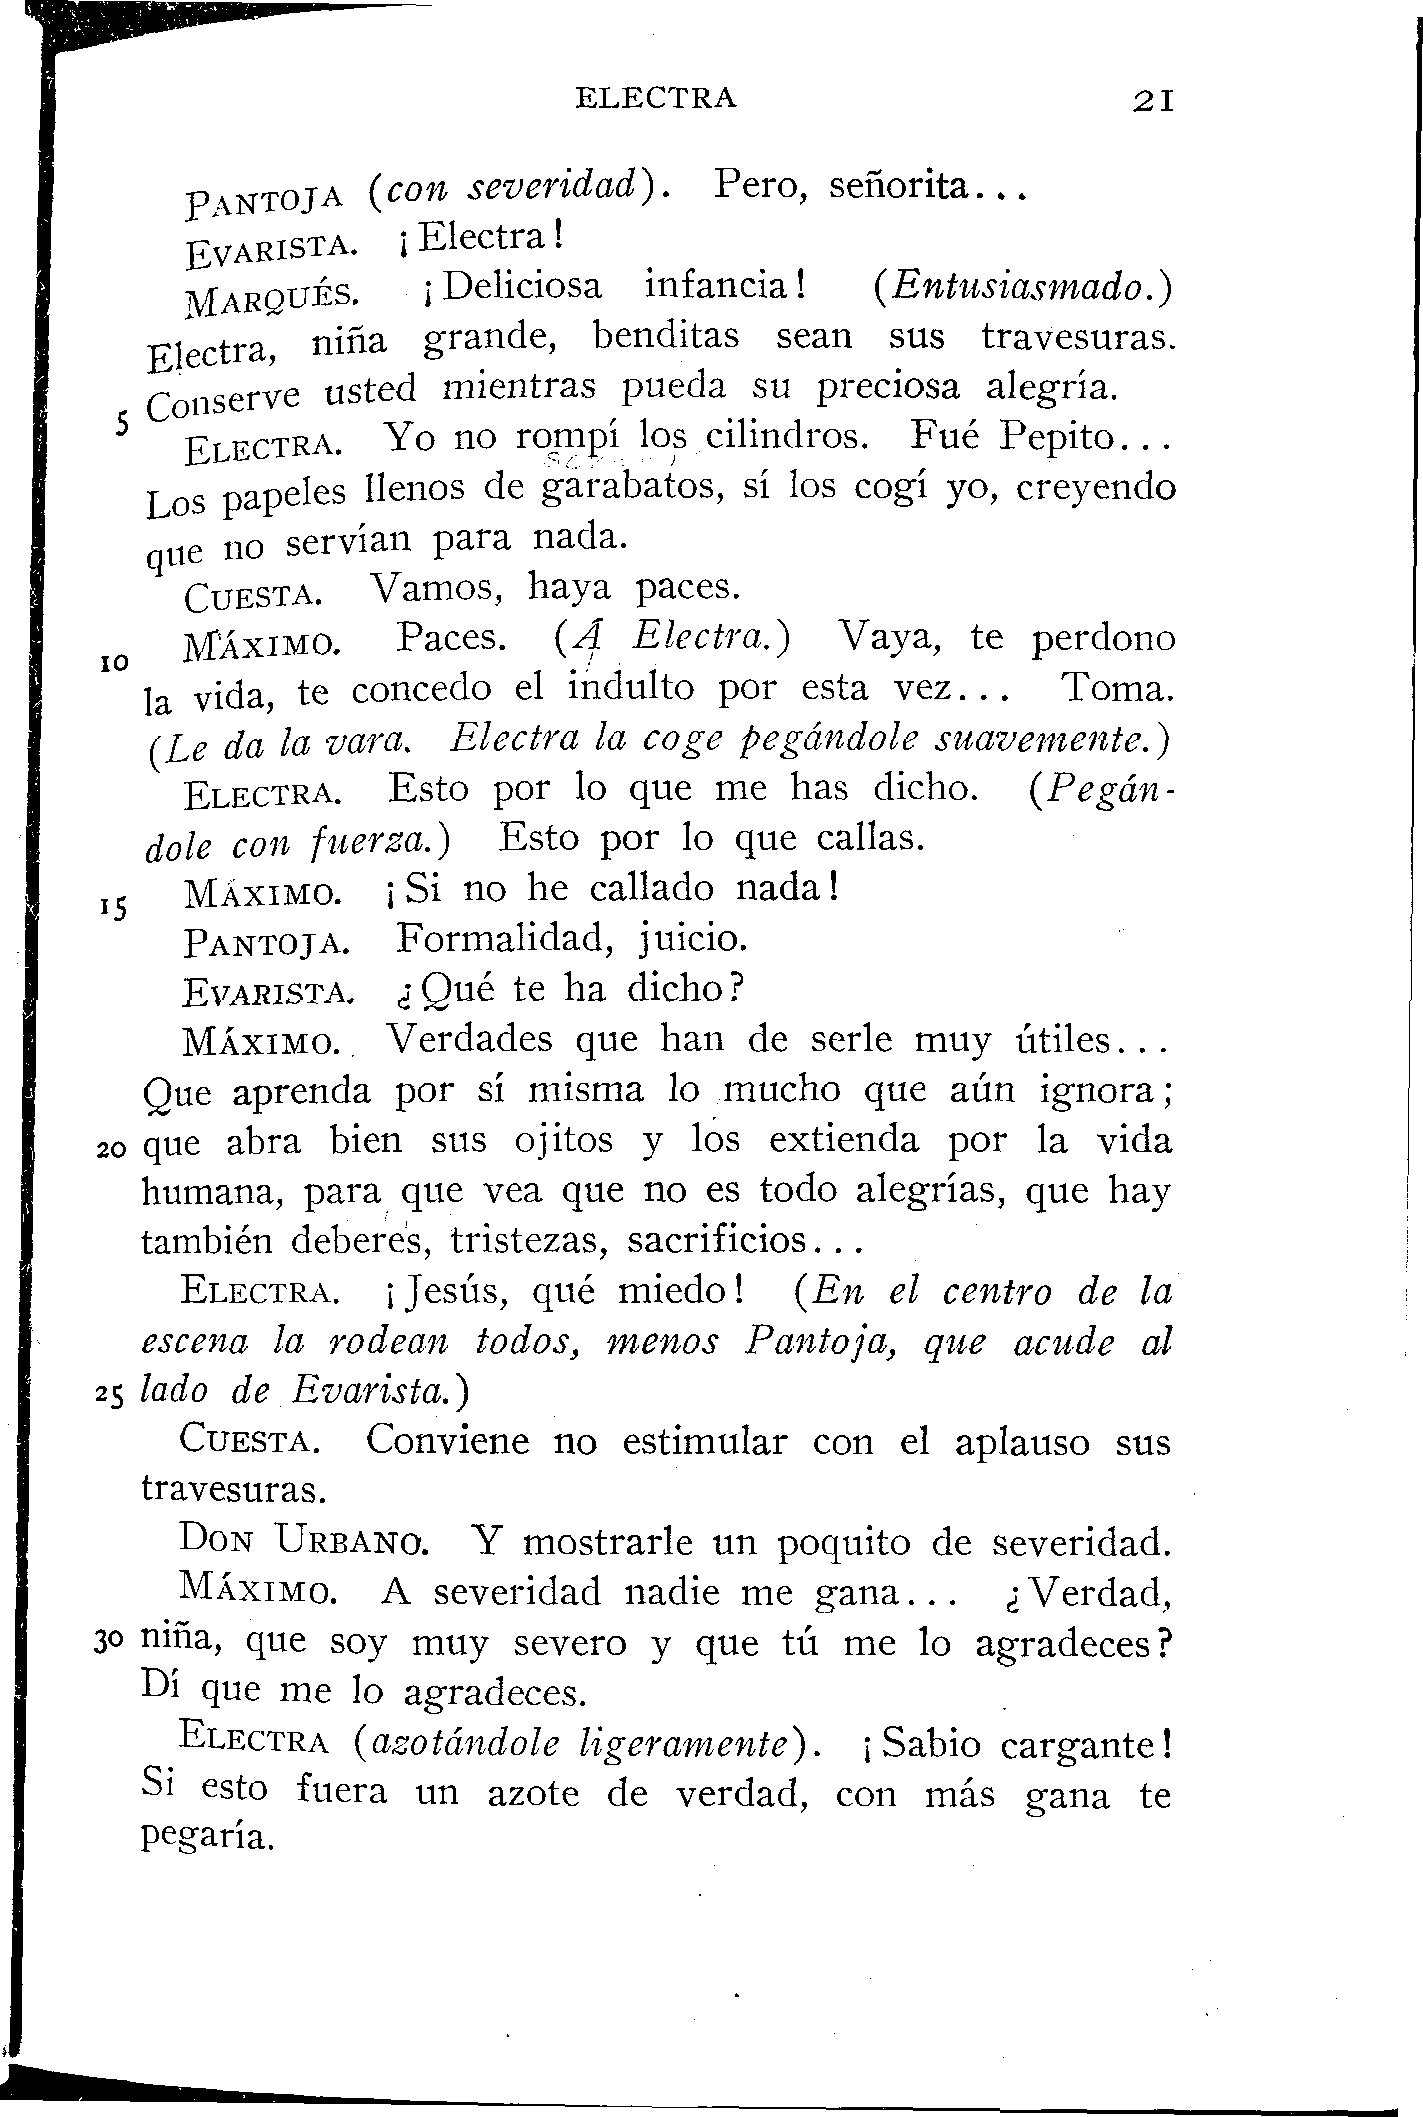 ELECTRA 21
PANTOJA (con severidad). Pero, señorita...
EVARISTA. ¡Electra!
MARQUÉS. ¡Deliciosa infancia! (Entusiasmado.)
Electra, niña grande, benditas sean sus travesuras.
5 Conserve usted mientras pueda su preciosa alegría.
ELECTRA. Yo no rompí los cilindros. Fué Pepito...
Los papeles llenos de garabatos, sí los cogí yo, creyendo
que no servían para nada.
CUESTA. Vamos, haya paces.
10 MÁXIMO. Paces. (Á Electra.) Vaya, te perdono
la vida, te concedo el indulto por esta vez... Toma.
(Le da la vara. Electra la coge pegándole suavemente.)
ELECTRA. Esto por lo que me has dicho. (Pegán-
dole con fuerza.) Esto por lo que callas.
15 MÁXIMO. ¡Si no he callado nada!
PANTOJA. Formalidad, juicio.
EVARISTA. ¿Qué te ha dicho?
MÁXIMO. Verdades que han de serle muy útiles...
Que aprenda por sí misma lo mucho que aún ignora;
20 que abra bien sus ojitos y los extienda por la vida
humana, para que vea que no es todo alegrías, que hay
también deberes, tristezas, sacrificios...
ELECTRA. ¡Jesús, qué miedo! (En el centro de la
escena la rodean todos, menos Pantoja, que acude al
25 lado de Evarista.)
CUESTA. Conviene no estimular con el aplauso sus
travesuras.
DON URBANO. Y mostrarle un poquito de severidad.
MÁXIMO. A severidad nadie me gana... ¿Verdad,
30 niña, que soy muy severo y que tú me lo agradeces?
Dí que me lo agradeces.
ELECTRA (azotándole ligeramente). ¡Sabio cargante!
Si esto fuera un azote de verdad, con más gana te
pegaría.